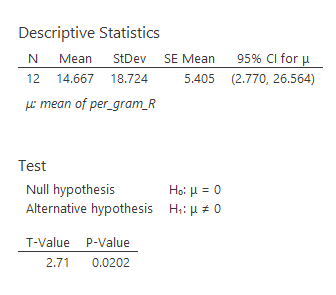 Descriptive Statistics
N Mean StDev SE Mean 95% CI for μ
12 14.667 18.724 5.405 (2.770, 26.564)
μ: mean of per_gram_R
Test
Null hypothesis H₀: μ = 0
Alternative hypothesis H₁: μ ≠ 0
T-Value P-Value
2.71 0.0202